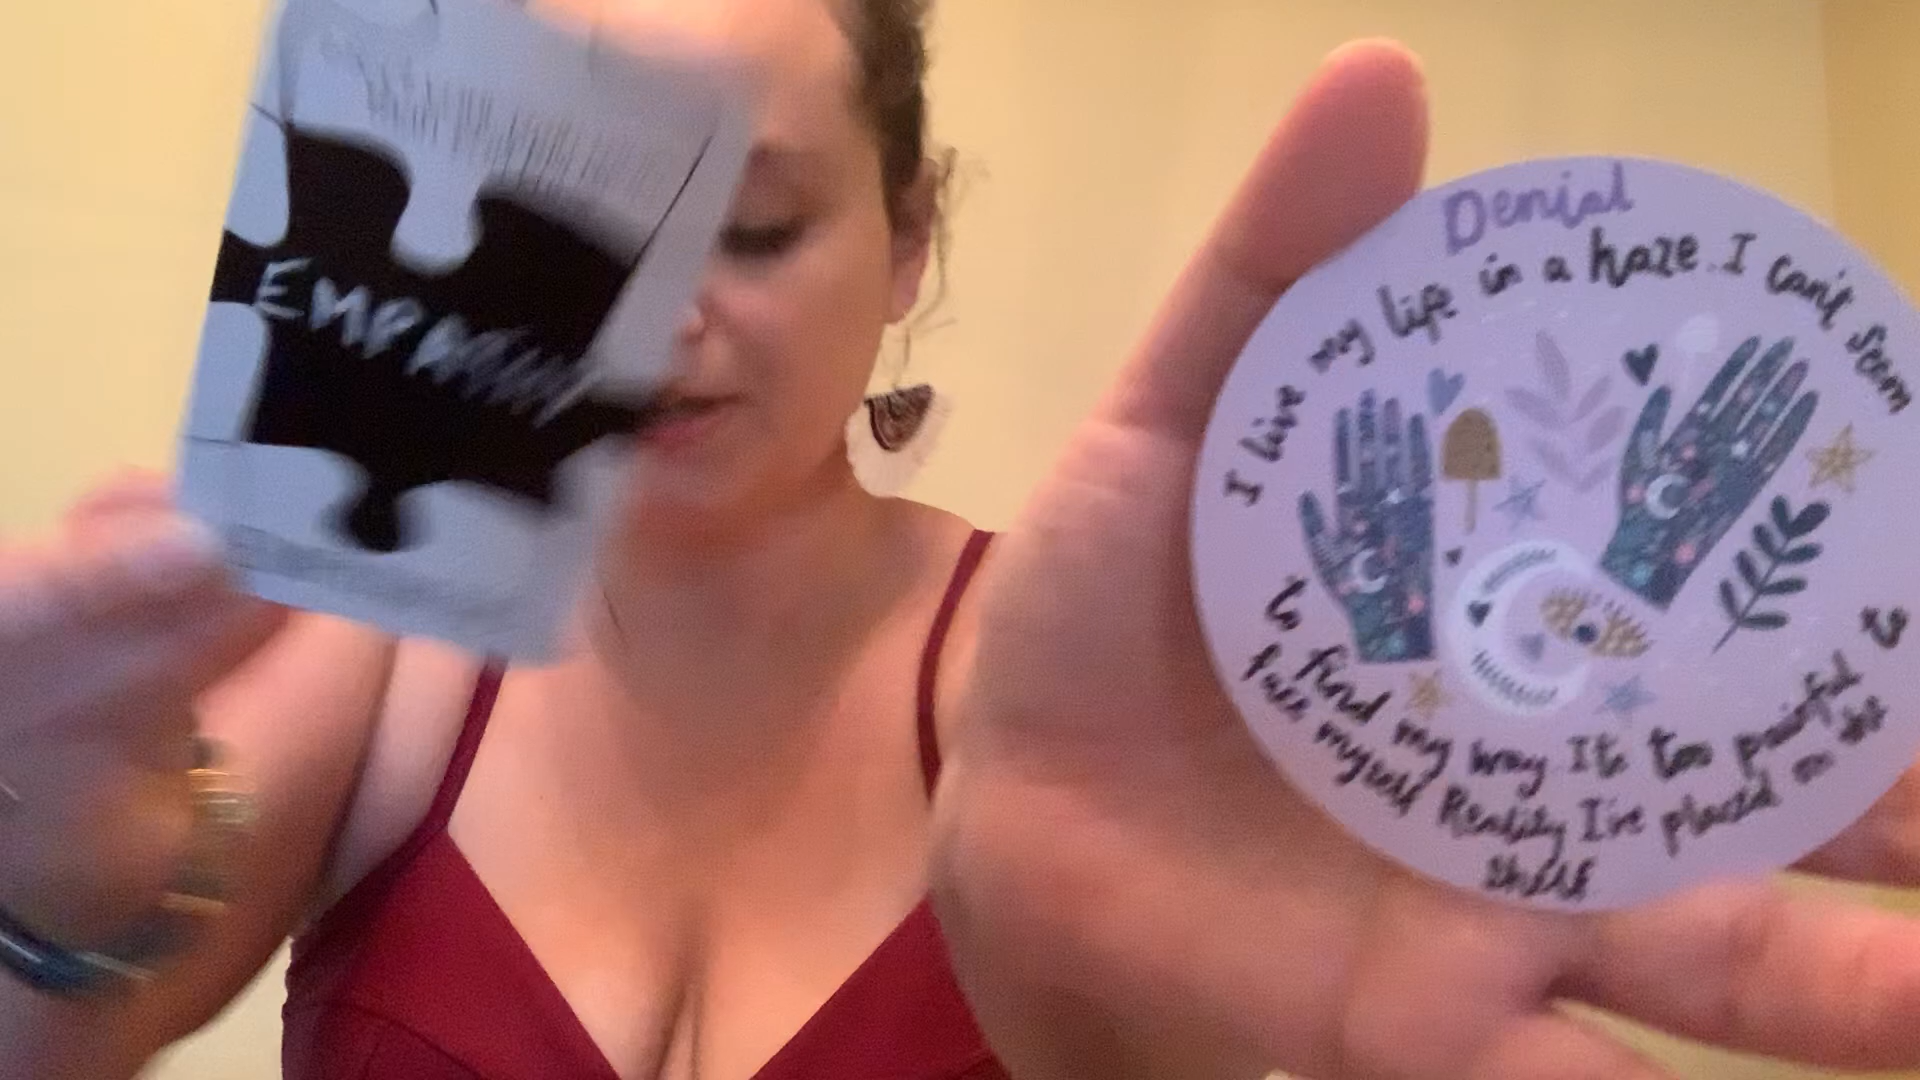 Denial
I live my life in a haze. I can't seem
to find my way. It's too painful to
face myself Reality I've placed on the
shelf